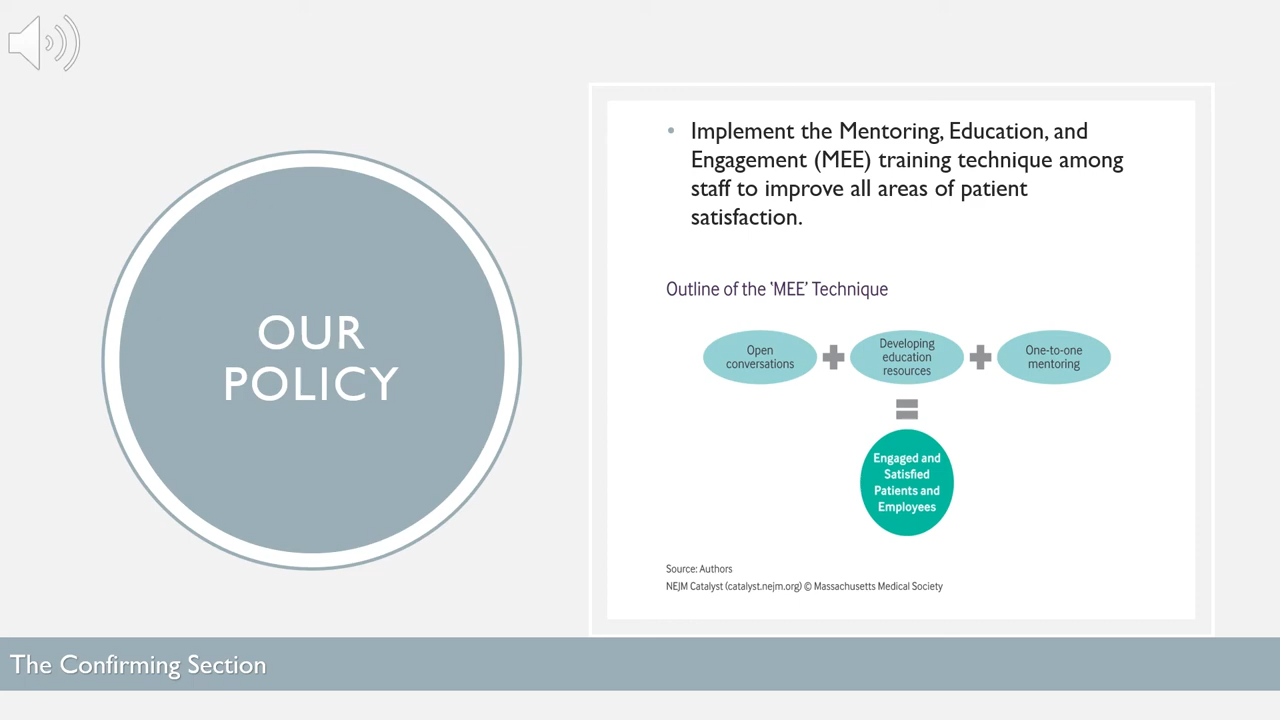 OUR
POLICY
• Implement the Mentoring, Education, and
Engagement (MEE) training technique among
staff to improve all areas of patient
satisfaction.
Outline of the ‘MEE’ Technique
Open
conversations
Developing
education
resources
One-to-one
mentoring
Engaged and
Satisfied
Patients and
Employees
Source: Authors
NEJM Catalyst (catalyst.nejm.org) © Massachusetts Medical Society
The Confirming Section